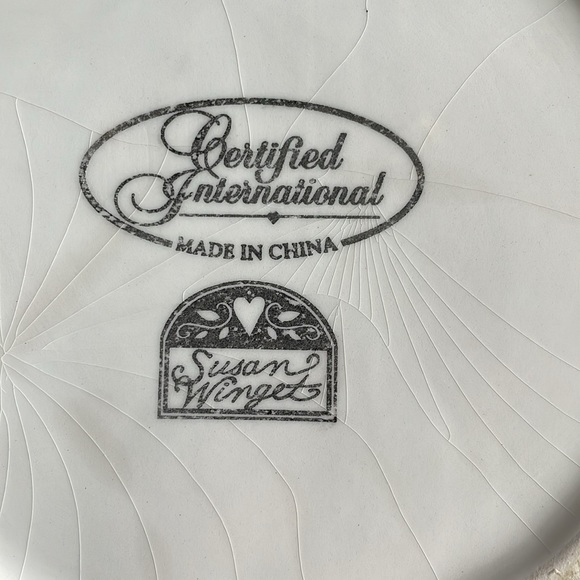 Certified
International
MADE IN CHINA
Susan
Winget